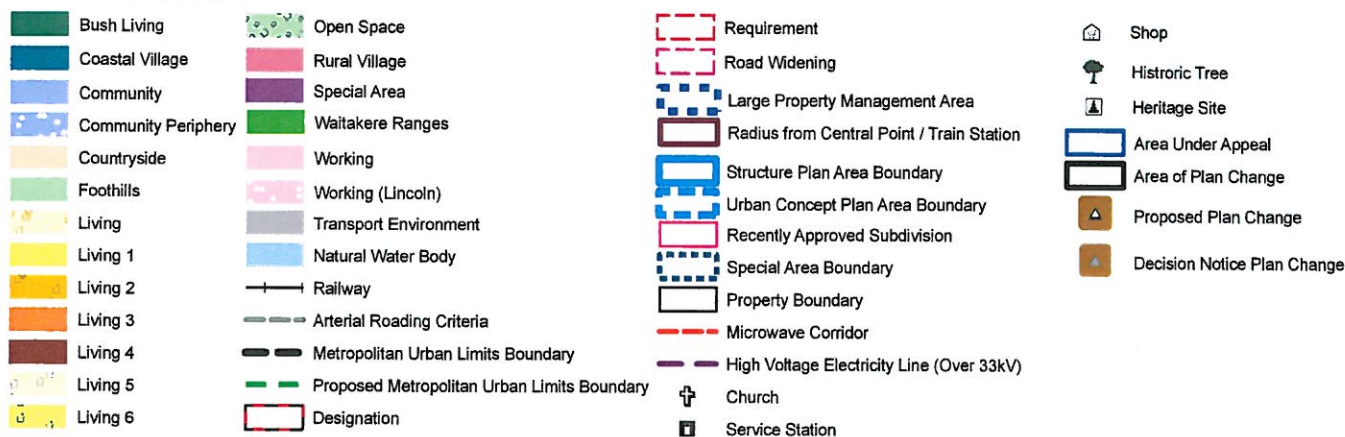 Bush Living
Coastal Village
Community
Community Periphery
Countryside
Foothills
Living
Living 1
Living 2
Living 3
Living 4
Living 5
Living 6
Open Space
Rural Village
Special Area
Waitakere Ranges
Working
Working (Lincoln)
Transport Environment
Natural Water Body
Railway
Arterial Roading Criteria
Metropolitan Urban Limits Boundary
Proposed Metropolitan Urban Limits Boundary
Designation
Requirement
Road Widening
Large Property Management Area
Radius from Central Point / Train Station
Structure Plan Area Boundary
Urban Concept Plan Area Boundary
Recently Approved Subdivision
Special Area Boundary
Property Boundary
Microwave Corridor
High Voltage Electricity Line (Over 33kV)
Church
Service Station
Shop
Histroric Tree
Heritage Site
Area Under Appeal
Area of Plan Change
Proposed Plan Change
Decision Notice Plan Change